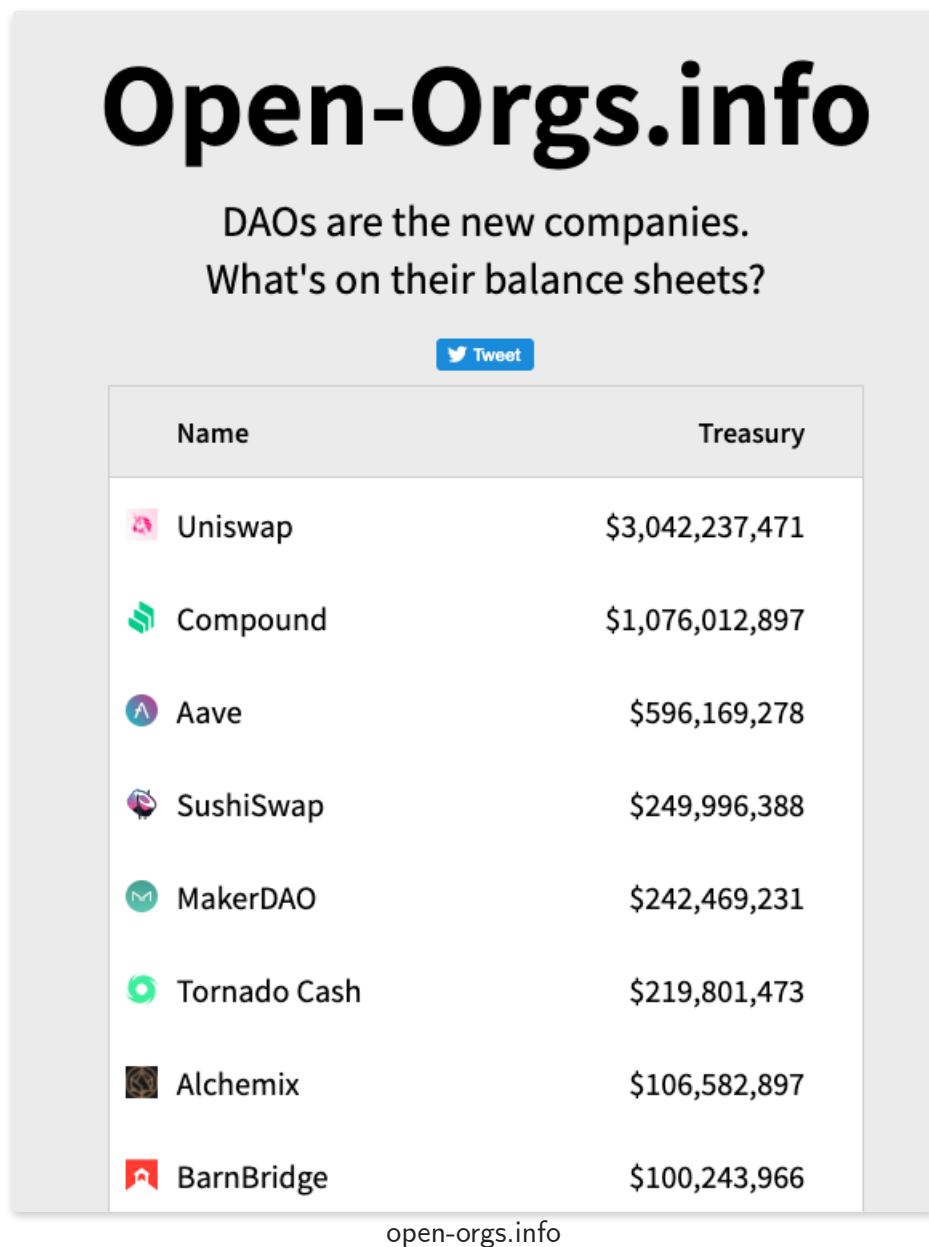 Open-Orgs.info
DAOs are the new companies.
What's on their balance sheets?
Tweet
Name Treasury
Uniswap $3,042,237,471
Compound $1,076,012,897
Aave $596,169,278
SushiSwap $249,996,388
MakerDAO $242,469,231
Tornado Cash $219,801,473
Alchemix $106,582,897
BarnBridge $100,243,966
open-orgs.info